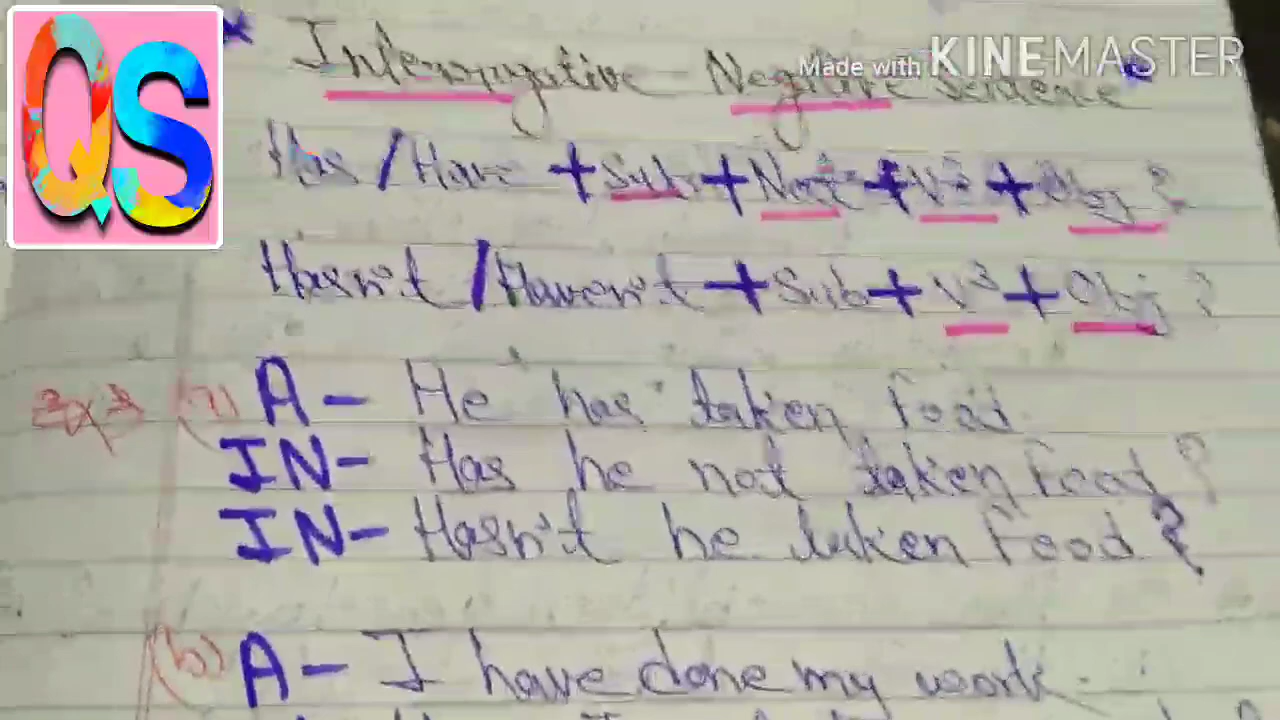 QS
Made with KINEMASTER
Interrogative - Negative Sentence
Has / Have + Sub + Not + V³ + Obj ?
Hasn't / Haven't + Sub + V³ + Obj ?
(a) A - He has taken food
IN - Has he not taken food ?
IN - Hasn't he taken food ?
(b) A - I have done my work.